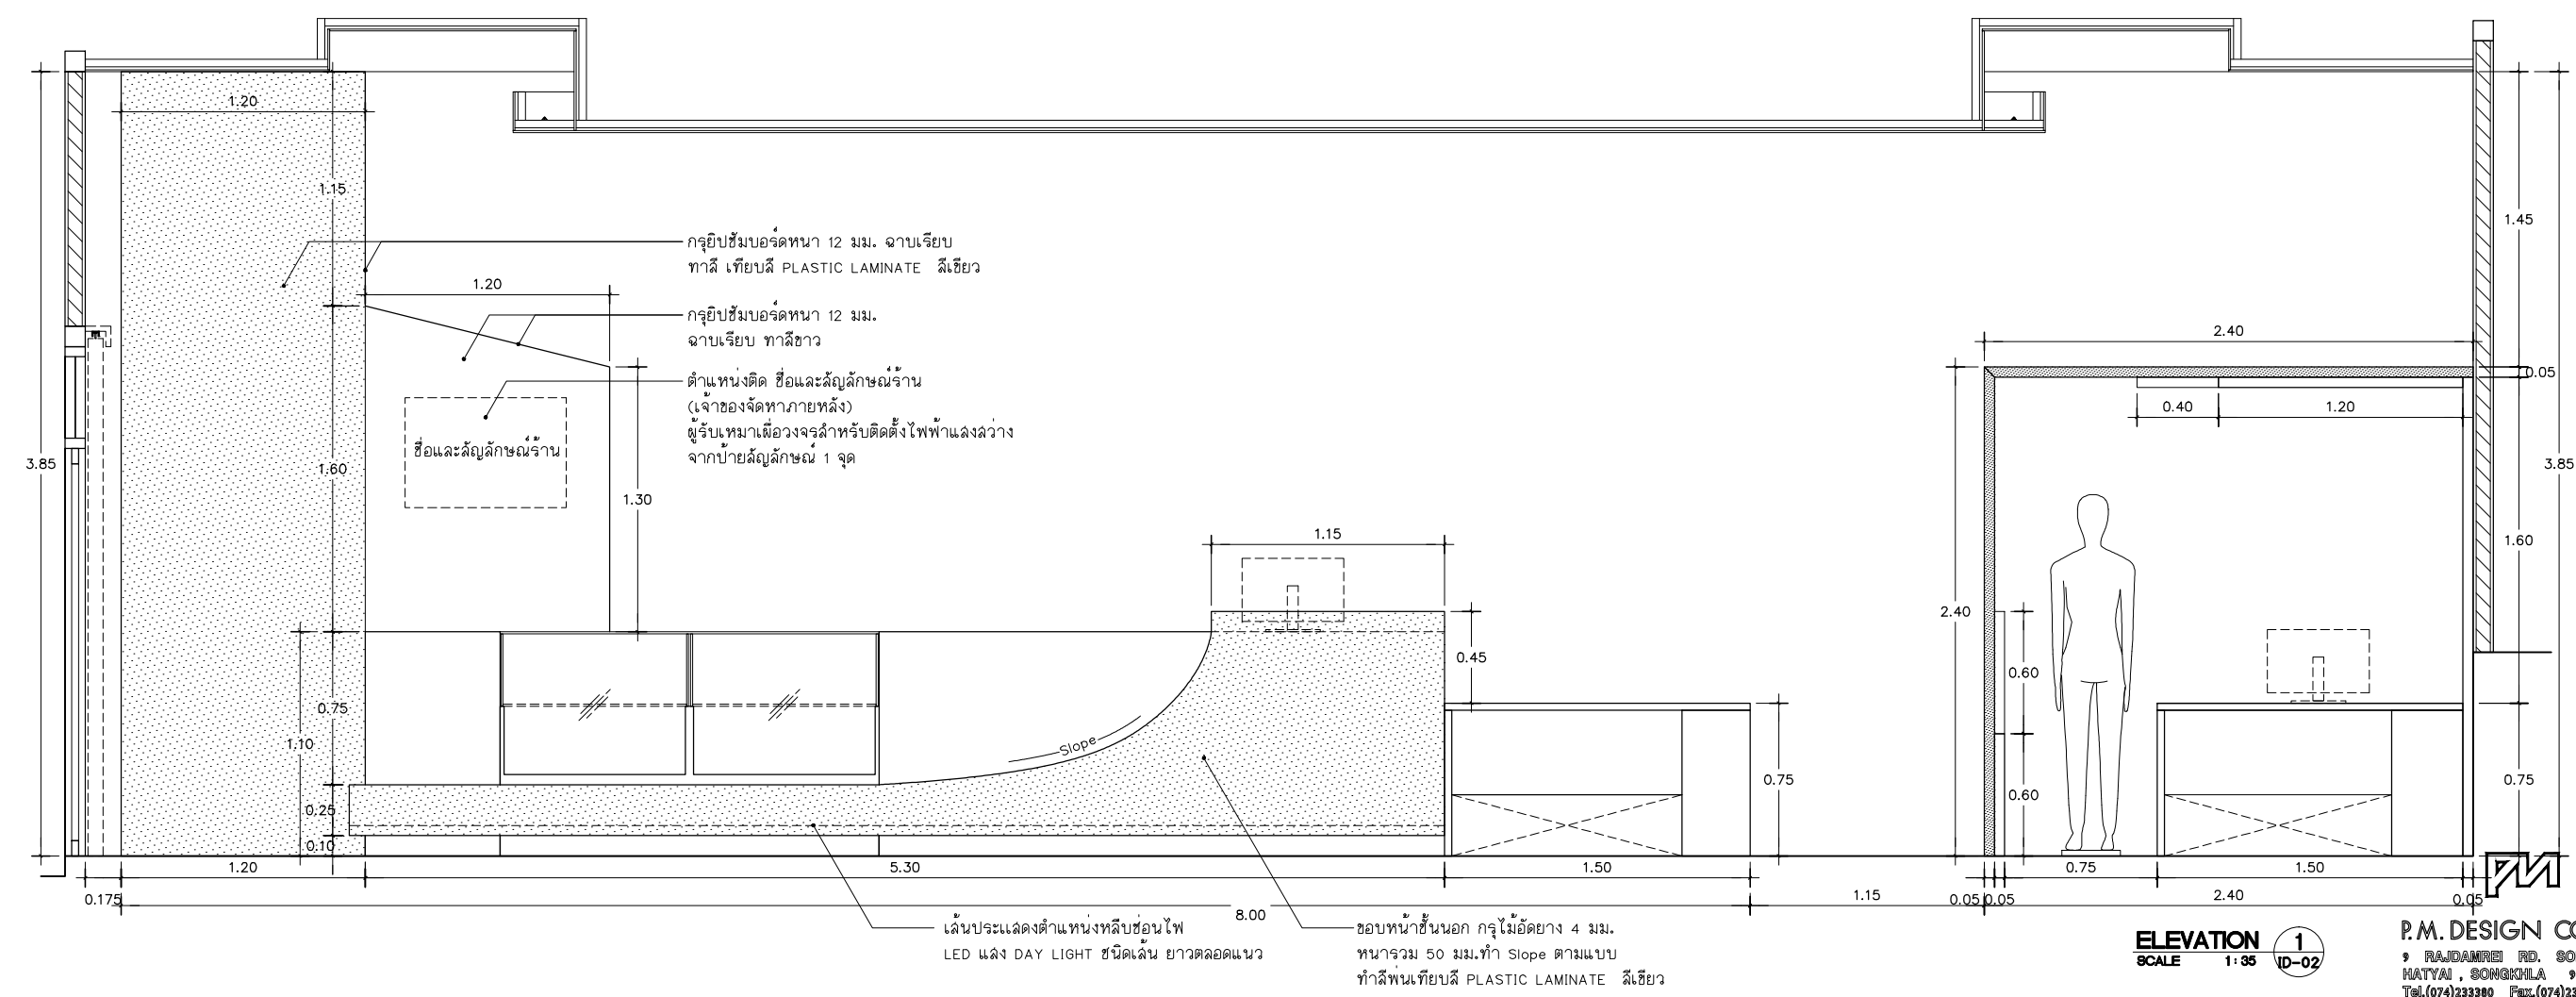 1.20
1.15
กรุยิปซัมบอร์ดหนา 12 มม. ฉาบเรียบ
ทาสี เทียบสี PLASTIC LAMINATE สีเขียว
1.20
กรุยิปซัมบอร์ดหนา 12 มม.
ฉาบเรียบ ทาสีขาว
ตำแหน่งติด ชื่อและสัญลักษณ์ร้าน
(เจ้าของจัดหาภายหลัง)
ผู้รับเหมาเผื่อวงจรสำหรับติดตั้งไฟฟ้าแสงสว่าง
จากป้ายสัญลักษณ์ 1 จุด
ชื่อและสัญลักษณ์ร้าน
3.85
1.60
1.30
1.15
0.45
0.75
1.10
0.75
0.25
0.10
Slope
1.45
2.40
0.05
0.40
1.20
3.85
1.60
2.40
0.60
0.60
0.75
1.20
5.30
1.50
0.75
1.50
0.175
8.00
1.15
0.05
0.05
2.40
0.05
เส้นประแสดงตำแหน่งหลืบซ่อนไฟ
LED แสง DAY LIGHT ชนิดเส้น ยาวตลอดแนว
ขอบหน้าชั้นนอก กรุไม้อัดยาง 4 มม.
หนารวม 50 มม.ทำ Slope ตามแบบ
ทำสีพ่นเทียบสี PLASTIC LAMINATE สีเขียว
ELEVATION
SCALE 1:35
1
ID-02
PM
P.M. DESIGN CO
9 RAJDAMREI RD. SO
HATYAI , SONGKHLA 9
Tel.(074)233380 Fax.(074)23